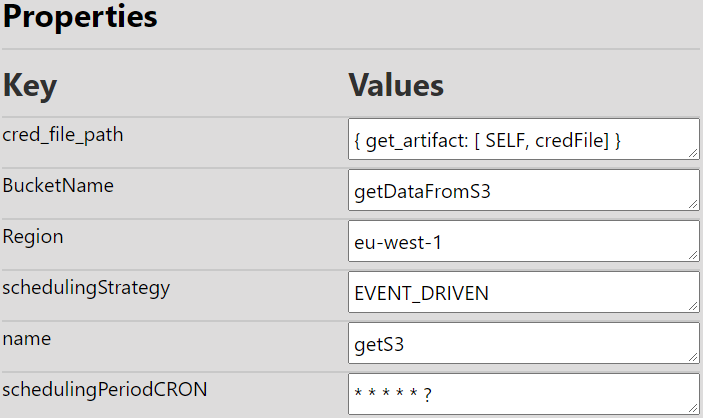 Properties
Key Values
cred_file_path { get_artifact: [ SELF, credFile] }
BucketName getDataFromS3
Region eu-west-1
schedulingStrategy EVENT_DRIVEN
name getS3
schedulingPeriodCRON * * * * * ?